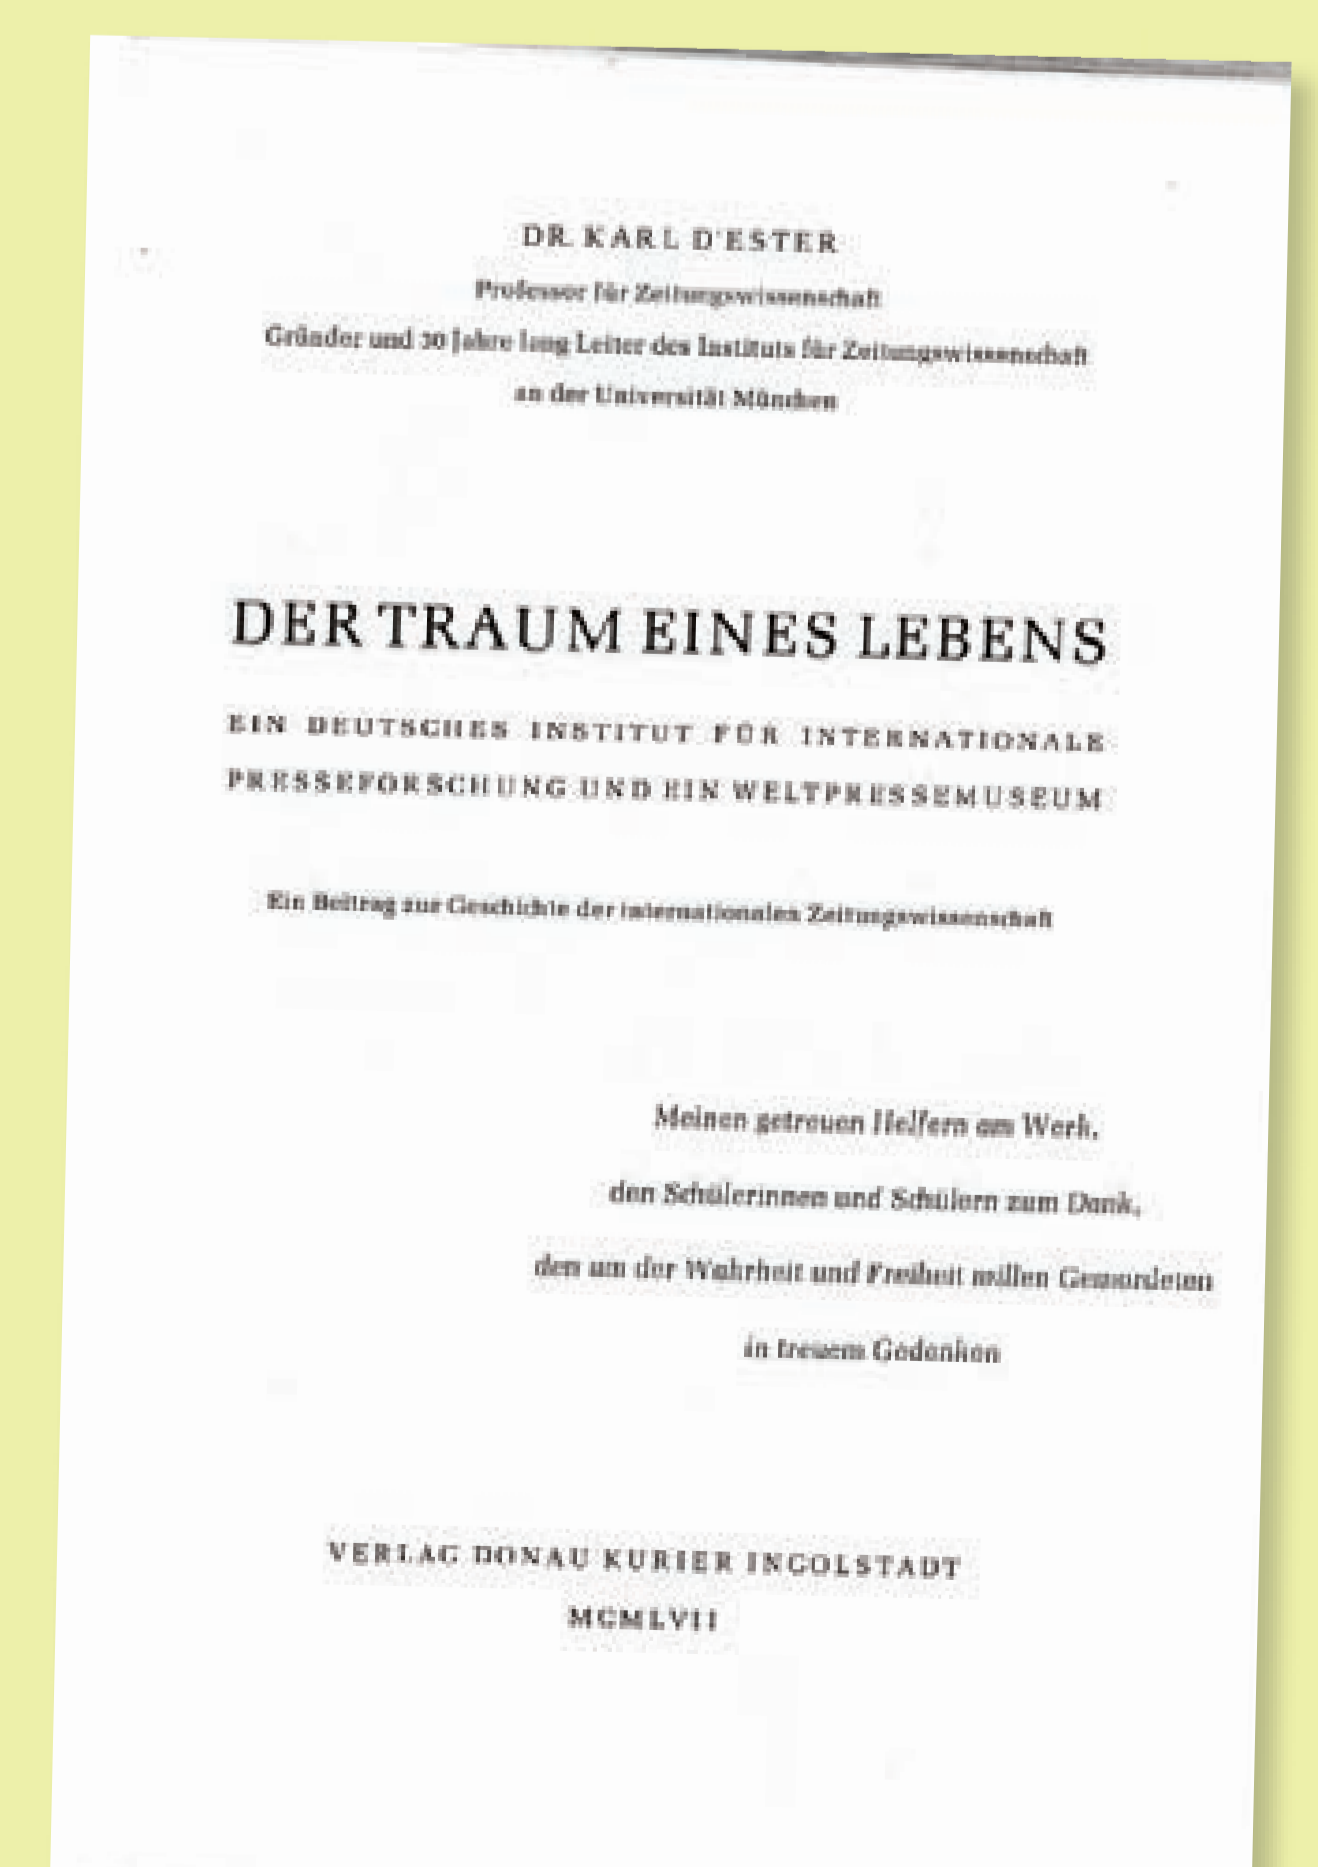 DR. KARL D'ESTER
Professor für Zeitungswissenschaft
Gründer und 30 Jahre lang Leiter des Instituts für Zeitungswissenschaft
an der Universität München
DER TRAUM EINES LEBENS
EIN DEUTSCHES INSTITUT FÜR INTERNATIONALE
PRESSEFORSCHUNG UND EIN WELTPRESSEMUSEUM
Ein Beitrag zur Geschichte der internationalen Zeitungswissenschaft
Meinen getreuen Helfern am Werk,
den Schülerinnen und Schülern zum Dank,
den um der Wahrheit und Freiheit willen Gemordeten
in treuem Gedenken
VERLAG DONAU KURIER INGOLSTADT
MCMLVII